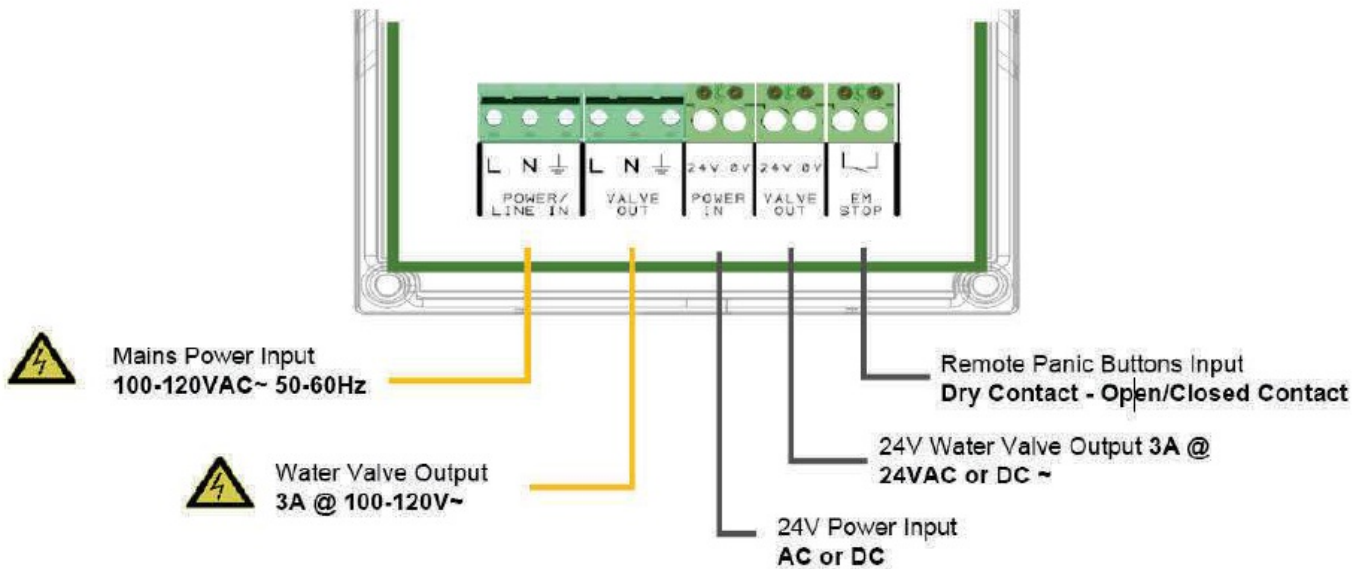 L N ⏚ L N ⏚ 24V 0V 24V 0V
POWER/
LINE IN
VALVE
OUT
POWER
IN
VALVE
OUT
EM
STOP
Mains Power Input
100-120VAC~ 50-60Hz
Water Valve Output
3A @ 100-120V~
Remote Panic Buttons Input
Dry Contact - Open/Closed Contact
24V Water Valve Output 3A @
24VAC or DC ~
24V Power Input
AC or DC